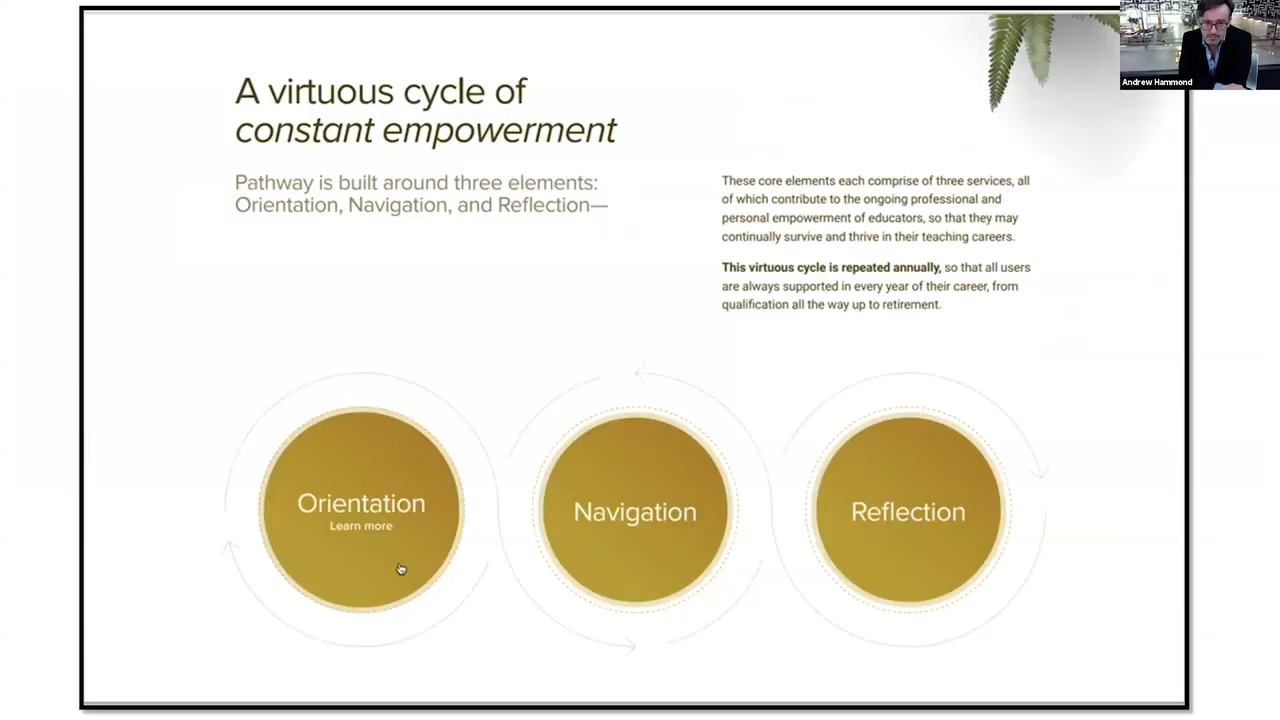 Andrew Hammond
A virtuous cycle of
constant empowerment
Pathway is built around three elements:
Orientation, Navigation, and Reflection—
These core elements each comprise of three services, all
of which contribute to the ongoing professional and
personal empowerment of educators, so that they may
continually survive and thrive in their teaching careers.
This virtuous cycle is repeated annually, so that all users
are always supported in every year of their career, from
qualification all the way up to retirement.
Orientation
Learn more
Navigation
Reflection